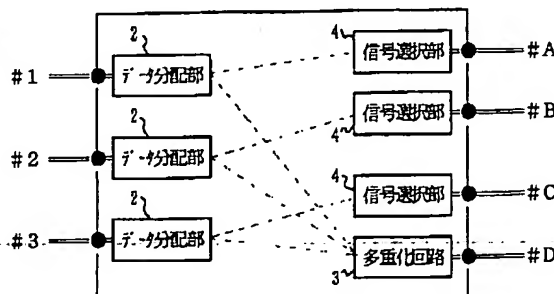 2
4
#1
データ分配部
信号選択部
#A
2
信号選択部
#B
#2
データ分配部
4
2
4
#3
データ分配部
信号選択部
#C
多重化回路
#D
3